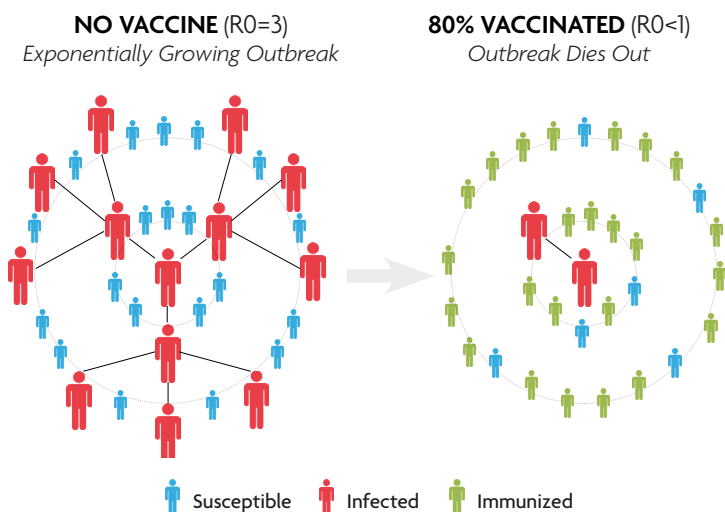 NO VACCINE (R0=3)
Exponentially Growing Outbreak
80% VACCINATED (R0<1)
Outbreak Dies Out
Susceptible
Infected
Immunized